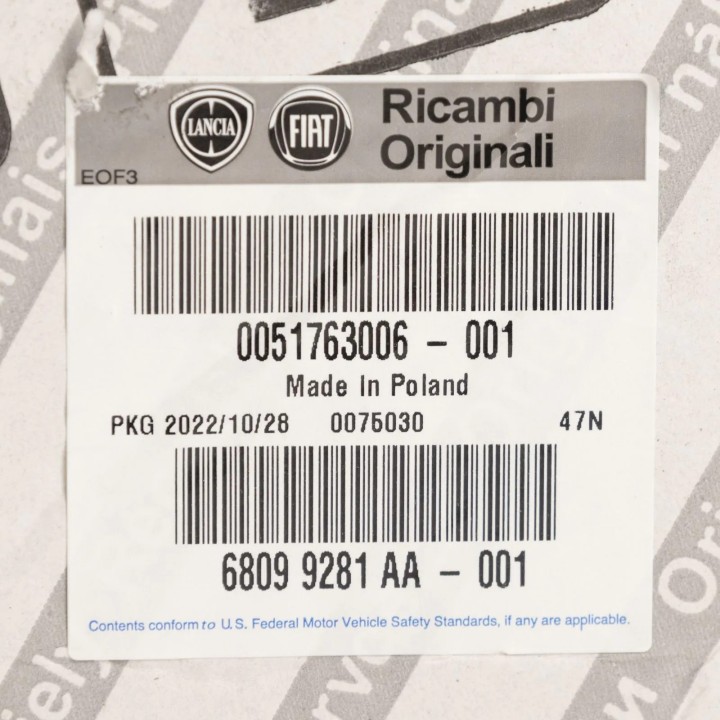 LANCIA
FIAT
Ricambi
Originali
EOF3
0051763006 - 001
Made In Poland
PKG 2022/10/28 0075030 47N
6809 9281 AA - 001
Contents conform to U.S. Federal Motor Vehicle Safety Standards, if any are applicable.